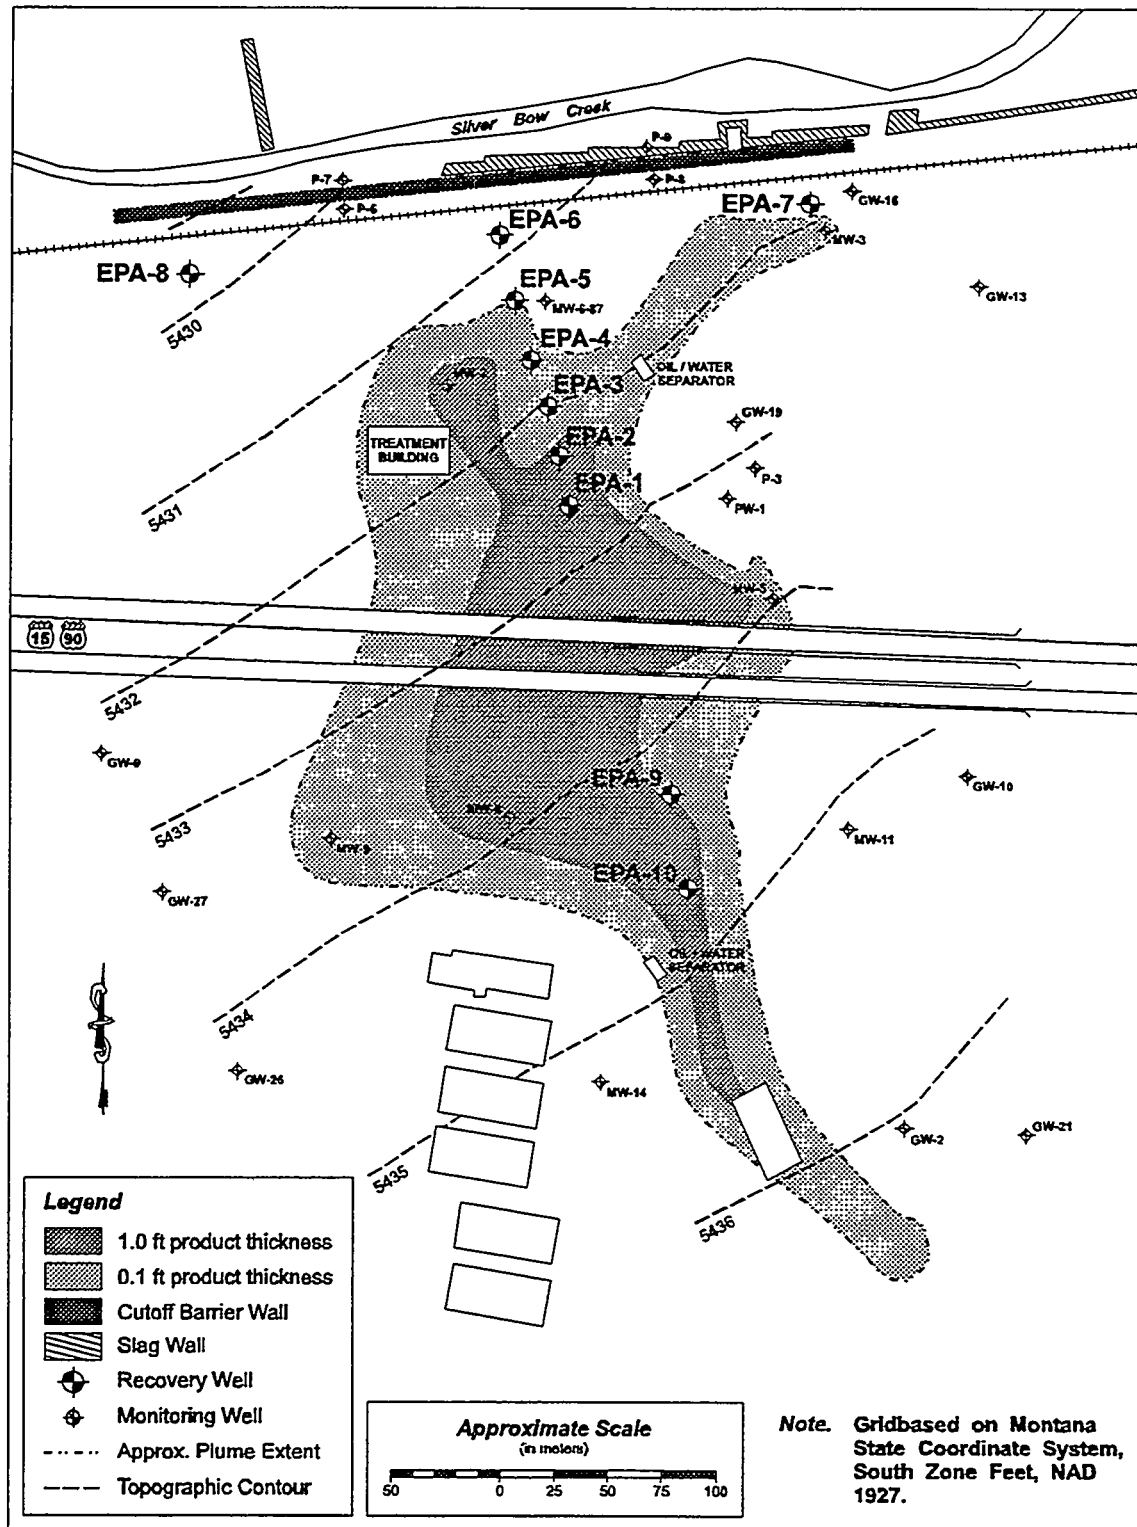 Silver Bow Creek
P-9
P-7
P-8
P-6
EPA-7
GW-16
EPA-6
MW-3
EPA-8
EPA-5
GW-13
MW-6-87
5430
EPA-4
OIL / WATER
SEPARATOR
MW-2
EPA-3
GW-19
EPA-2
TREATMENT
BUILDING
P-3
EPA-1
PW-1
5431
MW-5
15 90
5432
GW-9
EPA-9
GW-10
5433
MW-11
MW-9
EPA-10
GW-27
OIL / WATER
SEPARATOR
5434
GW-26
MW-14
GW-2
GW-21
5435
5436
Legend
1.0 ft product thickness
0.1 ft product thickness
Cutoff Barrier Wall
Slag Wall
Recovery Well
Monitoring Well
Approx. Plume Extent
Topographic Contour
Approximate Scale
(in meters)
50 0 25 50 75 100
Note. Gridbased on Montana
State Coordinate System,
South Zone Feet, NAD
1927.